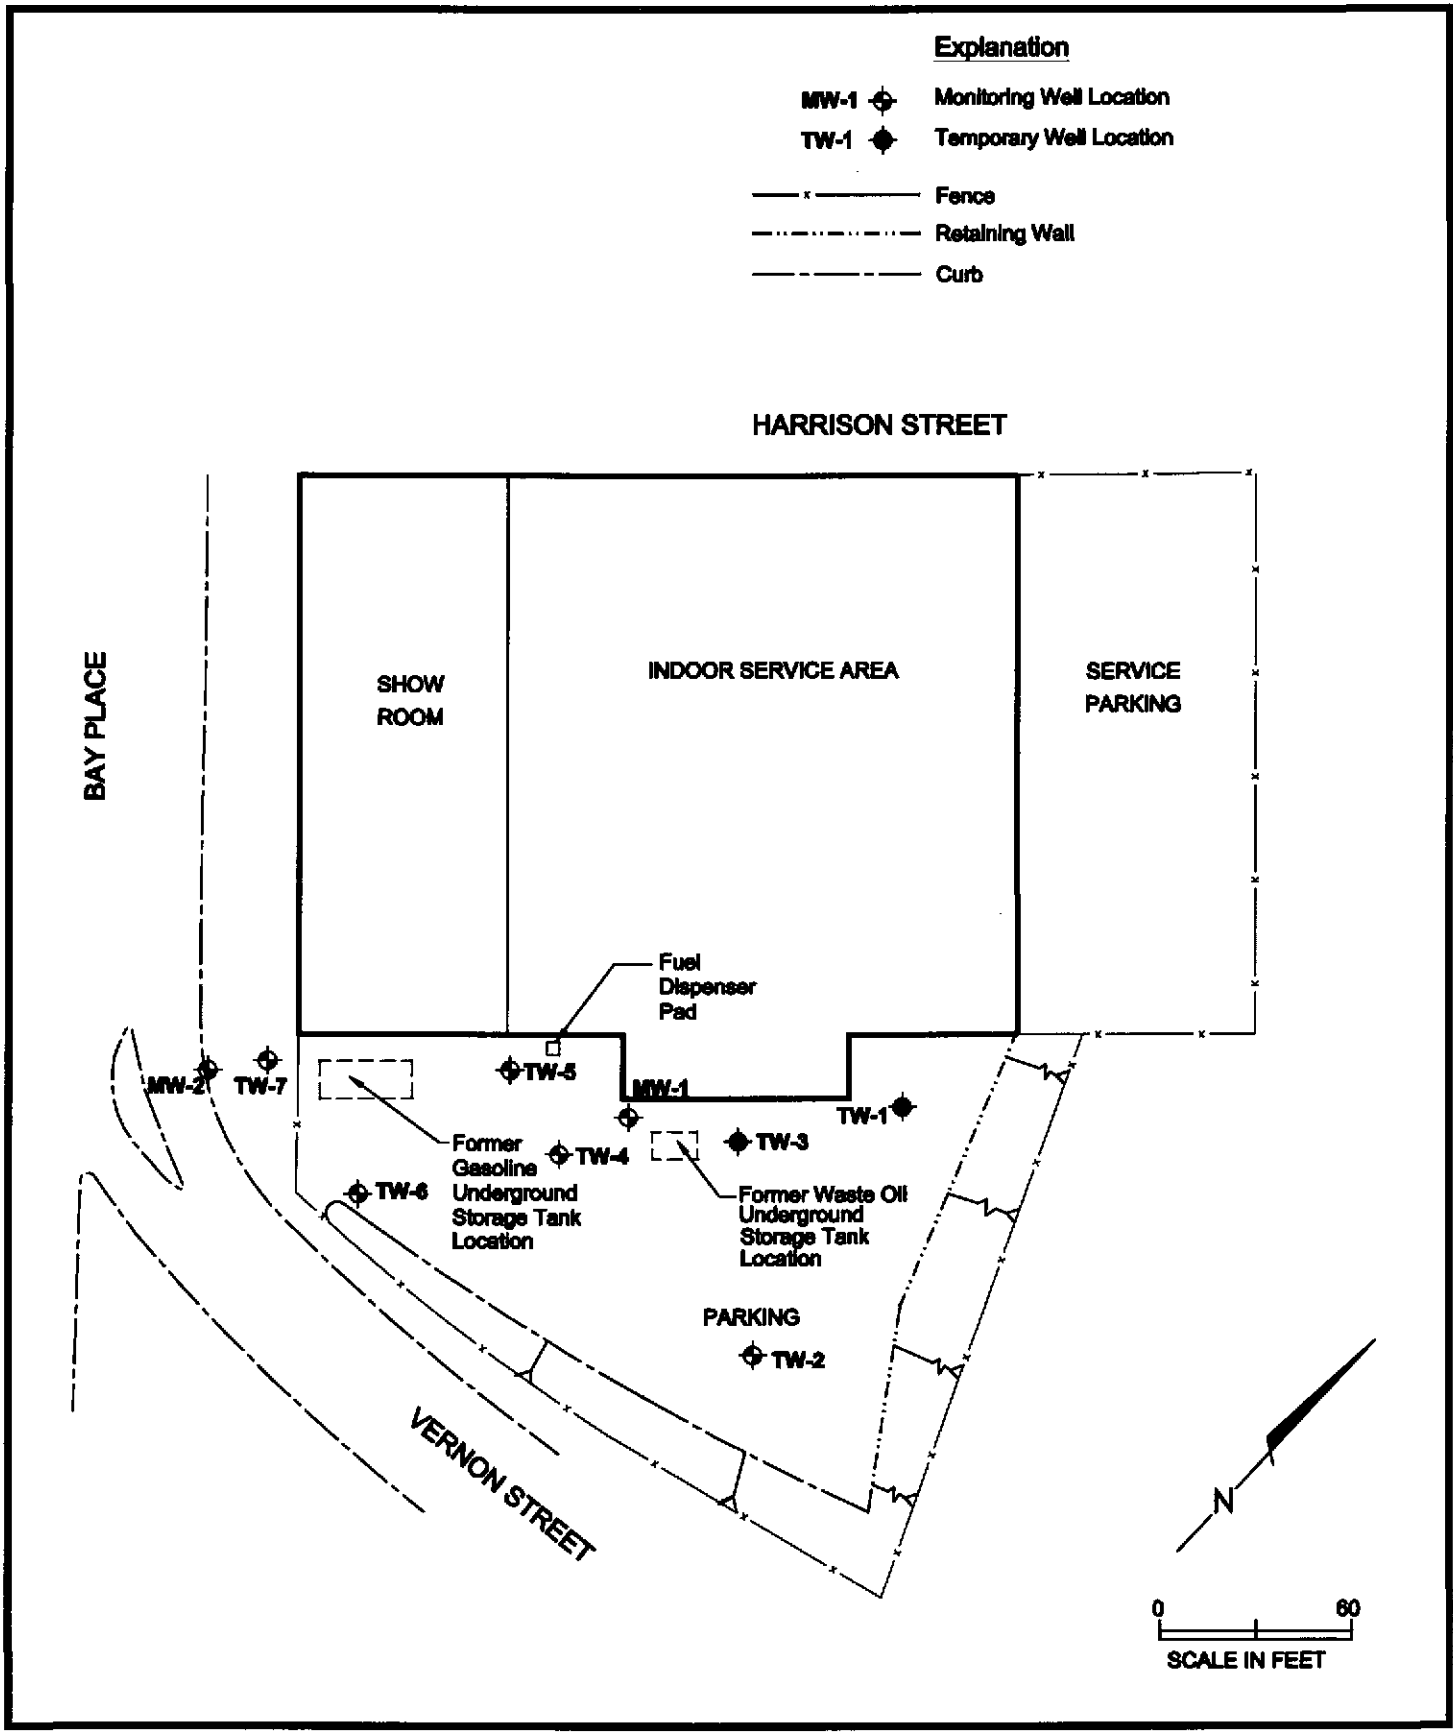 Explanation
MW-1 Monitoring Well Location
TW-1 Temporary Well Location
x Fence
Retaining Wall
Curb
HARRISON STREET
BAY PLACE
SHOW
ROOM
INDOOR SERVICE AREA
SERVICE
PARKING
Fuel
Dispenser
Pad
MW-2
TW-7
TW-5
MW-1
TW-1
TW-3
TW-4
TW-6
Former
Gasoline
Underground
Storage Tank
Location
Former Waste Oil
Underground
Storage Tank
Location
PARKING
TW-2
VERNON STREET
N
0 60
SCALE IN FEET